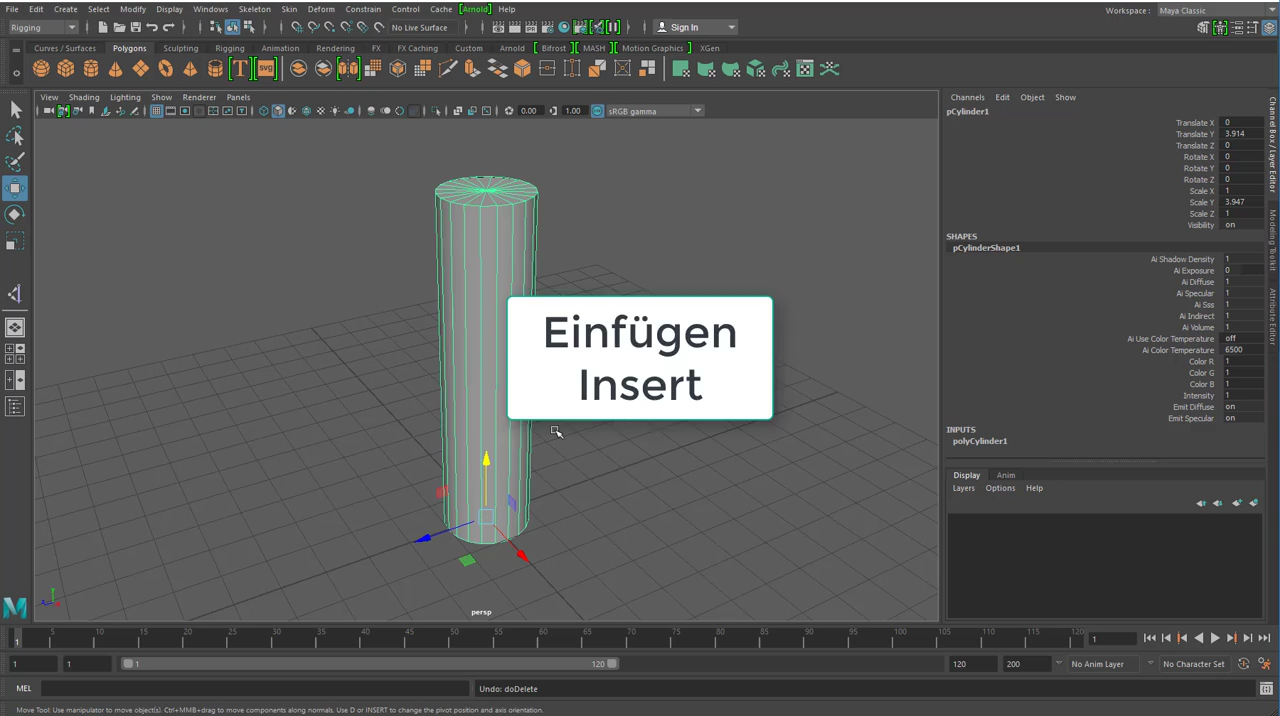 File Edit Create Select Modify Display Windows Skeleton Skin Deform Constrain Control Cache [Arnold] Help
Workspace : Maya Classic
Rigging
No Live Surface
Sign In
Curves / Surfaces Polygons Sculpting Rigging Animation Rendering FX FX Caching Custom Arnold Bifrost MASH Motion Graphics XGen
T svg
View Shading Lighting Show Renderer Panels
0.00 1.00 sRGB gamma
Einfügen
Insert
persp
Channels Edit Object Show
pCylinder1
Translate X 0
Translate Y 3.914
Translate Z 0
Rotate X 0
Rotate Y 0
Rotate Z 0
Scale X 1
Scale Y 3.947
Scale Z 1
Visibility on
SHAPES
pCylinderShape1
Ai Shadow Density 1
Ai Exposure 0
Ai Diffuse 1
Ai Specular 1
Ai Sss 1
Ai Indirect 1
Ai Volume 1
Ai Use Color Temperature off
Ai Color Temperature 6500
Color R 1
Color G 1
Color B 1
Intensity 1
Emit Diffuse on
Emit Specular on
INPUTS
polyCylinder1
Display Anim
Layers Options Help
Channel Box / Layer Editor
Modeling Toolkit
Attribute Editor
1 5 10 15 20 25 30 35 40 45 50 55 60 65 70 75 80 85 90 95 100 105 110 115 120 1
1 1 1 120 120 200 No Anim Layer No Character Set
MEL Undo: doDelete
Move Tool: Use manipulator to move object(s). Ctrl+MMB+drag to move components along normals. Use D or INSERT to change the pivot position and axis orientation.